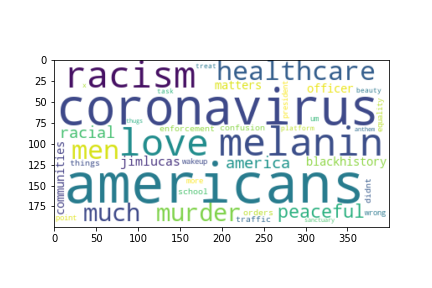 0
25
50
75
100
125
150
175
racism treat healthcare
task matters president officer beauty
coronavirus
thugs um equality
racial enforcement confusion platform anthem
men love melanin
things jimlucas wakeup america blackhistory
communities
americans
more school didnt
much murder orders peaceful wrong
point traffic sanctuary
0 50 100 150 200 250 300 350